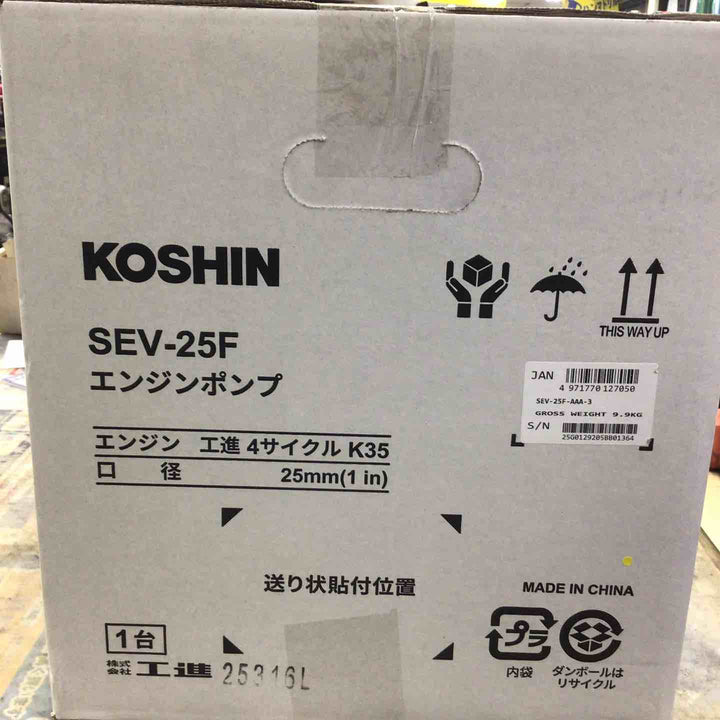 KOSHIN
SEV-25F
エンジンポンプ
エンジン 工進 4サイクル K35
口 径 25mm(1 in)
THIS WAY UP
JAN
4 971770 127050
SEV-25F-AAA-3
GROSS WEIGHT 9.9KG
S/N
25G0129205BB01364
送り状貼付位置
MADE IN CHINA
1台
株式会社 工進 25316L
プラ
内袋
ダンボールは
リサイクル